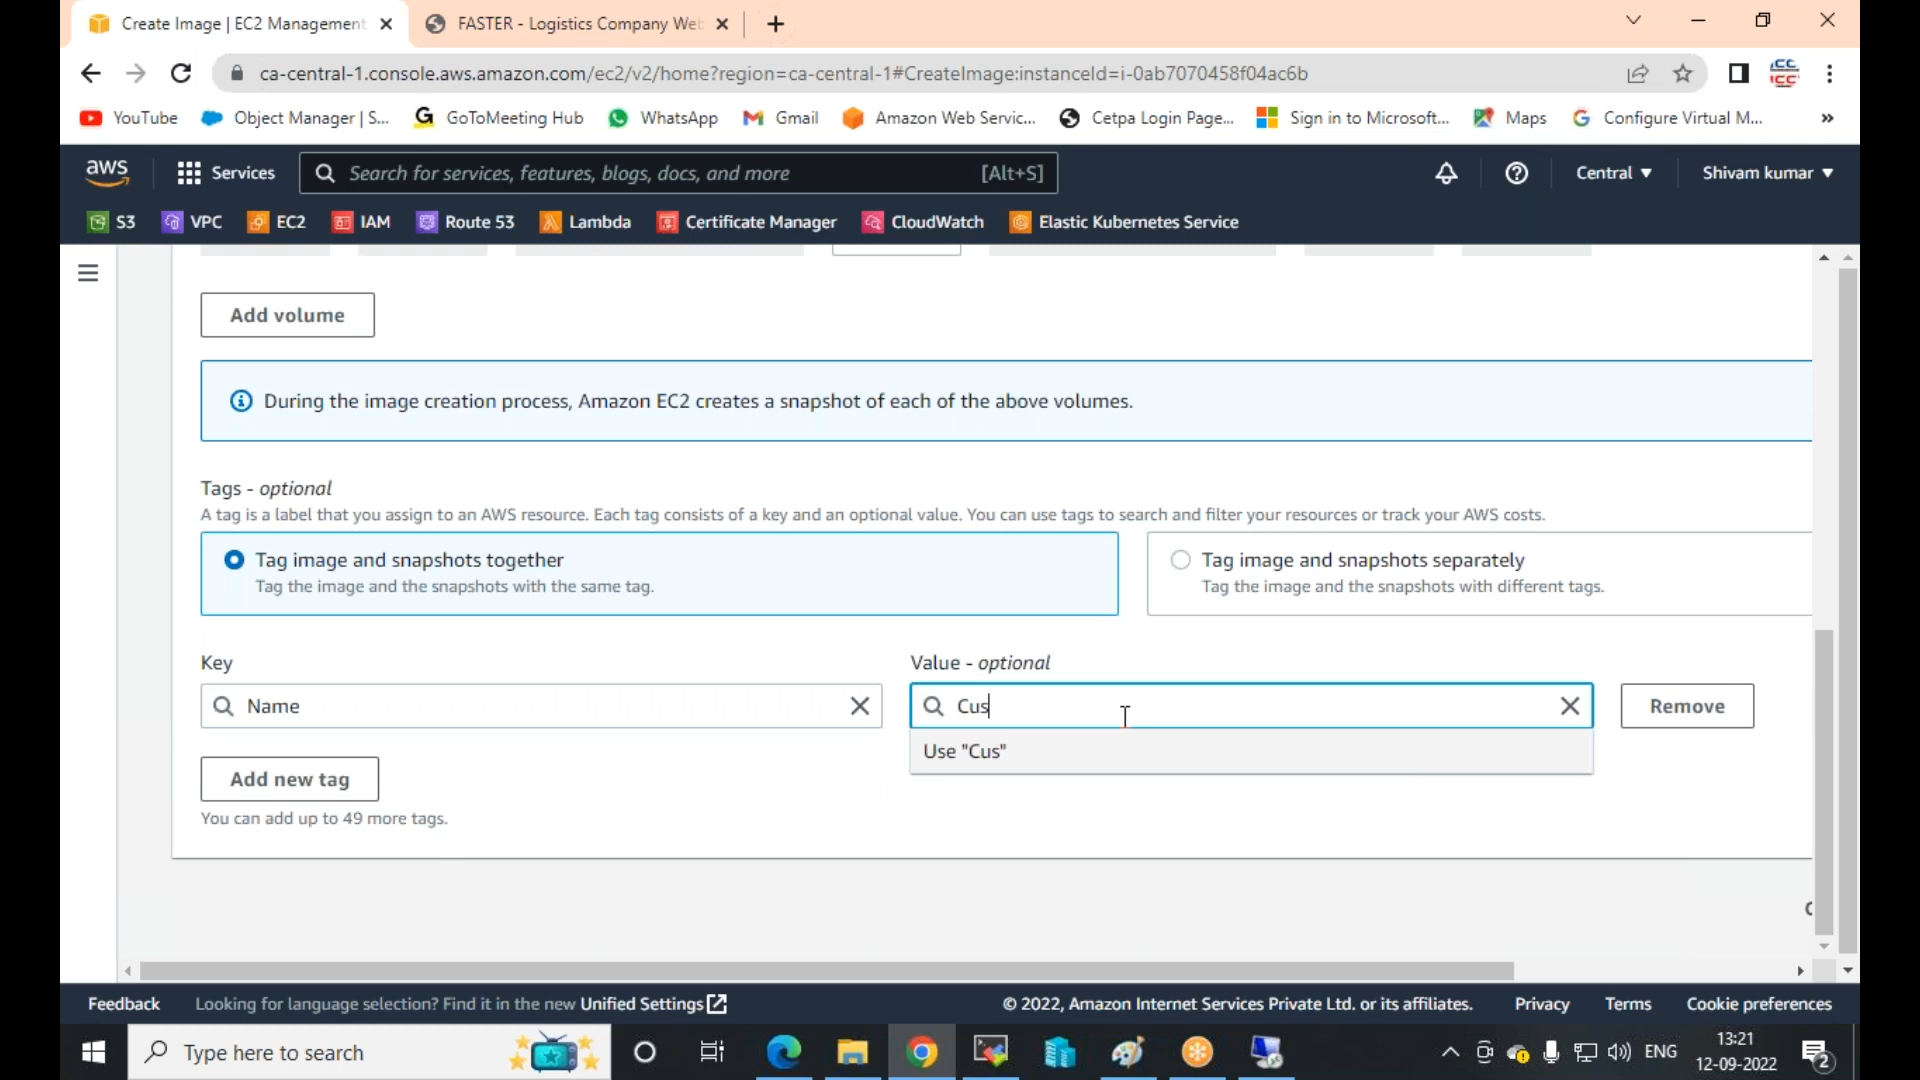 Create Image | EC2 Management
FASTER - Logistics Company Web
ca-central-1.console.aws.amazon.com/ec2/v2/home?region=ca-central-1#CreateImage:instanceId=i-0ab7070458f04ac6b
YouTube
Object Manager | S...
GoToMeeting Hub
WhatsApp
Gmail
Amazon Web Servic...
Cetpa Login Page...
Sign in to Microsoft...
Maps
Configure Virtual M...
»
aws
Services
Search for services, features, blogs, docs, and more
[Alt+S]
Central
Shivam kumar
S3
VPC
EC2
IAM
Route 53
Lambda
Certificate Manager
CloudWatch
Elastic Kubernetes Service
Add volume
During the image creation process, Amazon EC2 creates a snapshot of each of the above volumes.
Tags - optional
A tag is a label that you assign to an AWS resource. Each tag consists of a key and an optional value. You can use tags to search and filter your resources or track your AWS costs.
Tag image and snapshots together
Tag the image and the snapshots with the same tag.
Tag image and snapshots separately
Tag the image and the snapshots with different tags.
Key
Value - optional
Name
Cus
Remove
Use "Cus"
Add new tag
You can add up to 49 more tags.
Feedback
Looking for language selection? Find it in the new Unified Settings
© 2022, Amazon Internet Services Private Ltd. or its affiliates.
Privacy
Terms
Cookie preferences
Type here to search
ENG
13:21
12-09-2022
2